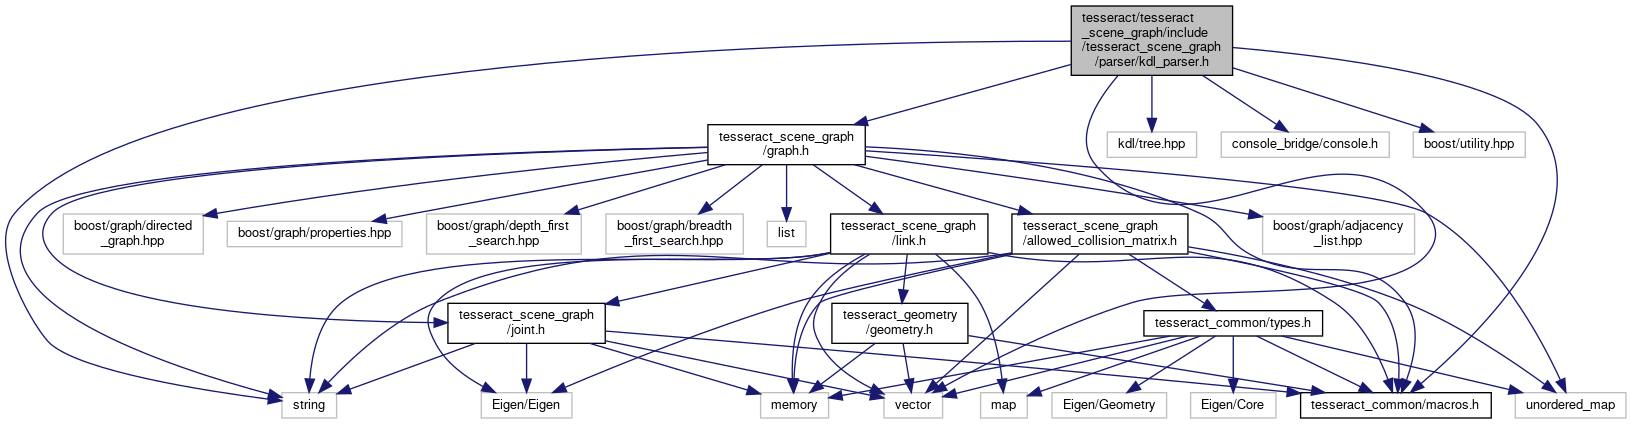 tesseract/tesseract
_scene_graph/include
/tesseract_scene_graph
/parser/kdl_parser.h
tesseract_scene_graph
/graph.h
kdl/tree.hpp
console_bridge/console.h
boost/utility.hpp
boost/graph/directed
_graph.hpp
boost/graph/properties.hpp
boost/graph/depth_first
_search.hpp
boost/graph/breadth
_first_search.hpp
list
tesseract_scene_graph
/link.h
tesseract_scene_graph
/allowed_collision_matrix.h
boost/graph/adjacency
_list.hpp
tesseract_scene_graph
/joint.h
tesseract_geometry
/geometry.h
tesseract_common/types.h
string
Eigen/Eigen
memory
vector
map
Eigen/Geometry
Eigen/Core
tesseract_common/macros.h
unordered_map